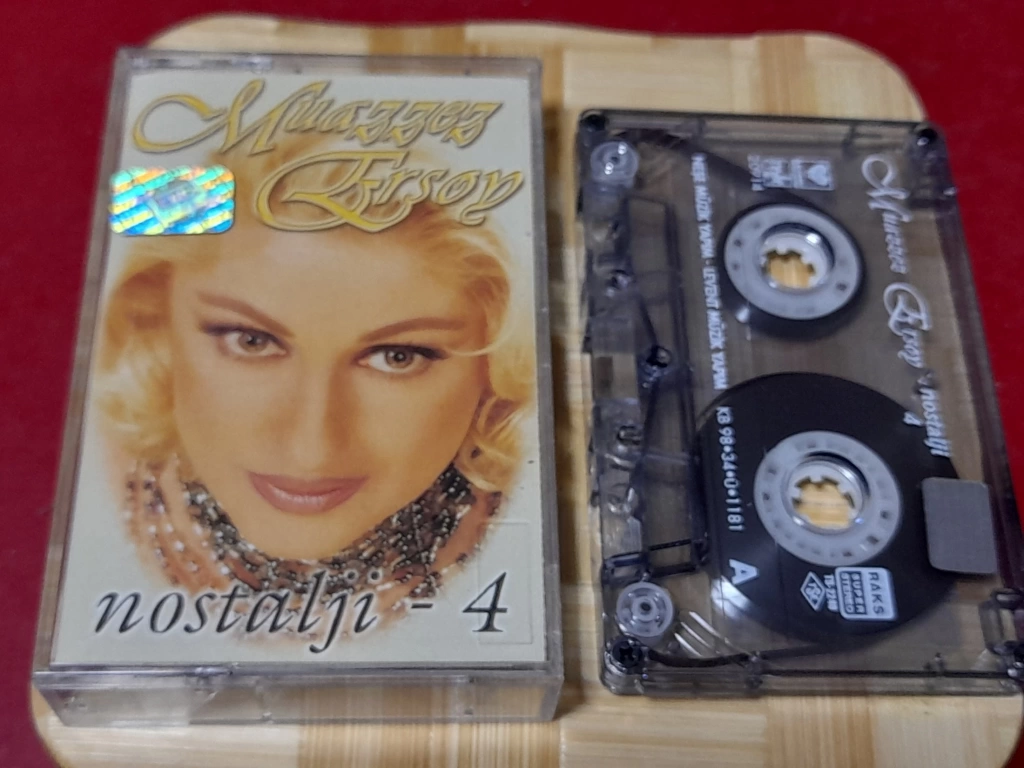 Muazzez
Ersoy
nostalji - 4
Muazzez Ersoy - nostalji
4
NEŞE MÜZİK YAPIM - LEVENT MÜZİK YAPIM KB 98•34•0•1181
A
RAKS
SUPER
STEREO